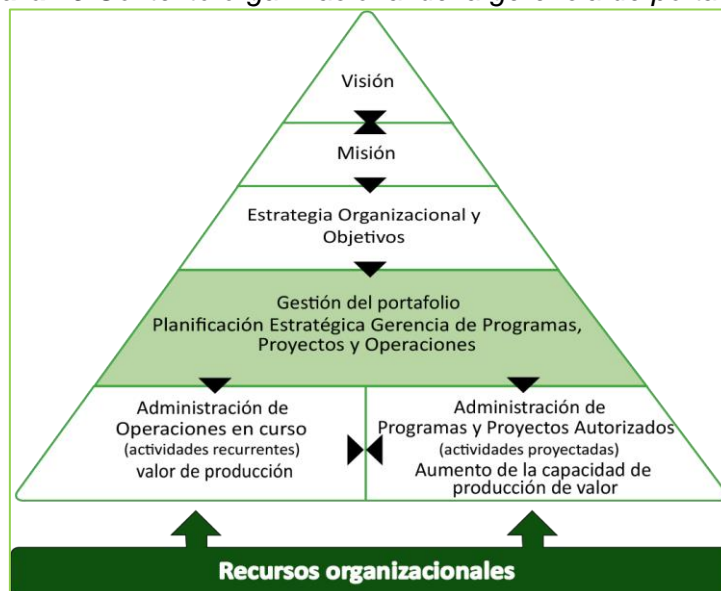 Visión
Misión
Estrategia Organizacional y
Objetivos
Gestión del portafolio
Planificación Estratégica Gerencia de Programas,
Proyectos y Operaciones
Administración de
Operaciones en curso
(actividades recurrentes)
valor de producción
Administración de
Programas y Proyectos Autorizados
(actividades proyectadas)
Aumento de la capacidad de
producción de valor
Recursos organizacionales